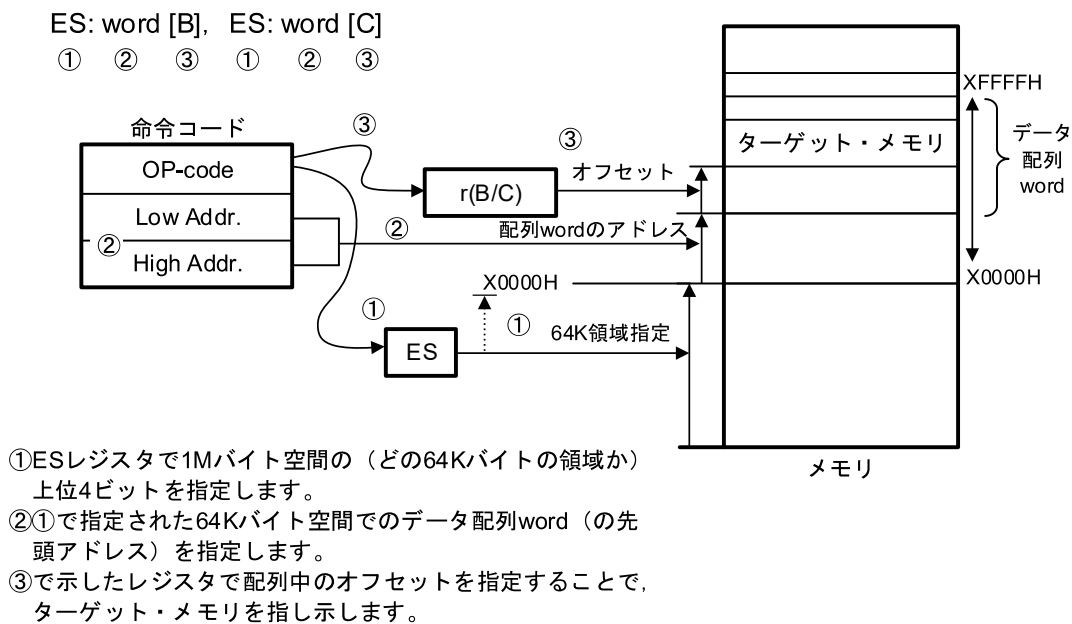 ES: word [B], ES: word [C]
① ② ③ ① ② ③
命令コード
OP-code
Low Addr.
②
High Addr.
③
r(B/C)
③
オフセット
②
配列wordのアドレス
X0000H
①
①
ES
64K領域指定
ターゲット・メモリ
XFFFFH
データ
配列
word
X0000H
メモリ
①ESレジスタで1Mバイト空間の（どの64Kバイトの領域か）
上位4ビットを指定します。
②①で指定された64Kバイト空間でのデータ配列word（の先
頭アドレス）を指定します。
③で示したレジスタで配列中のオフセットを指定することで，
ターゲット・メモリを指し示します。